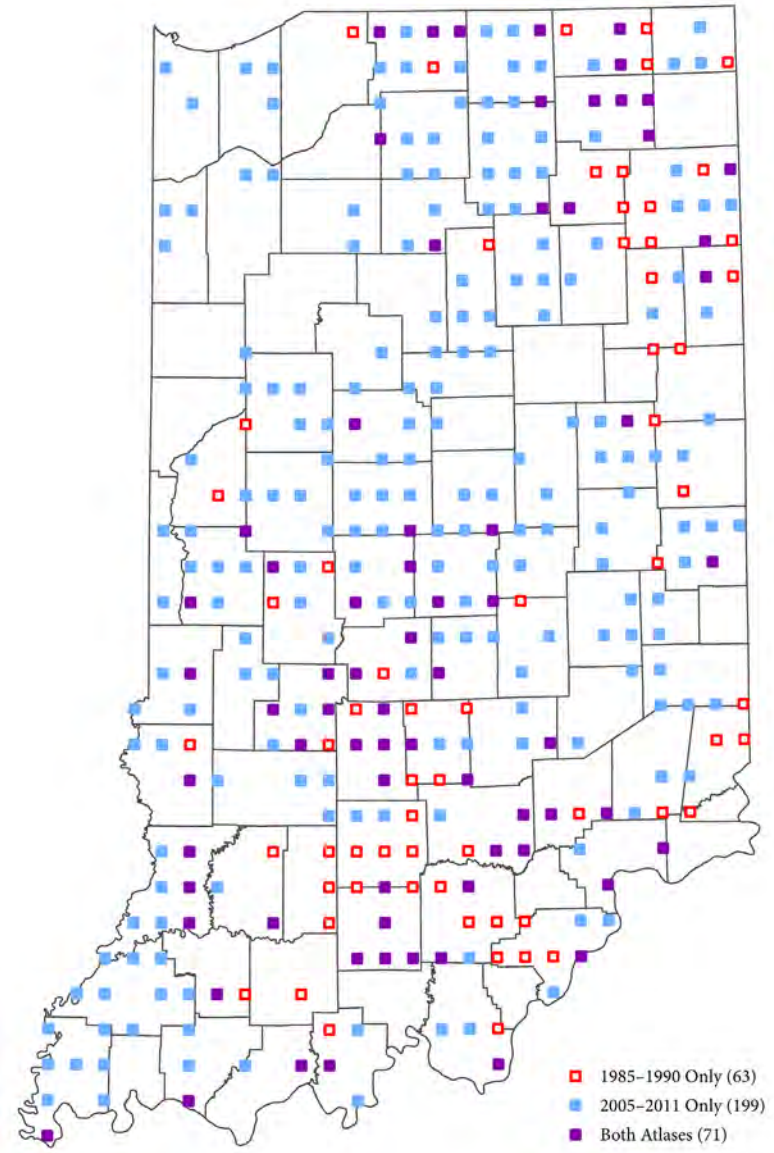 1985–1990 Only (63)
2005–2011 Only (199)
Both Atlases (71)